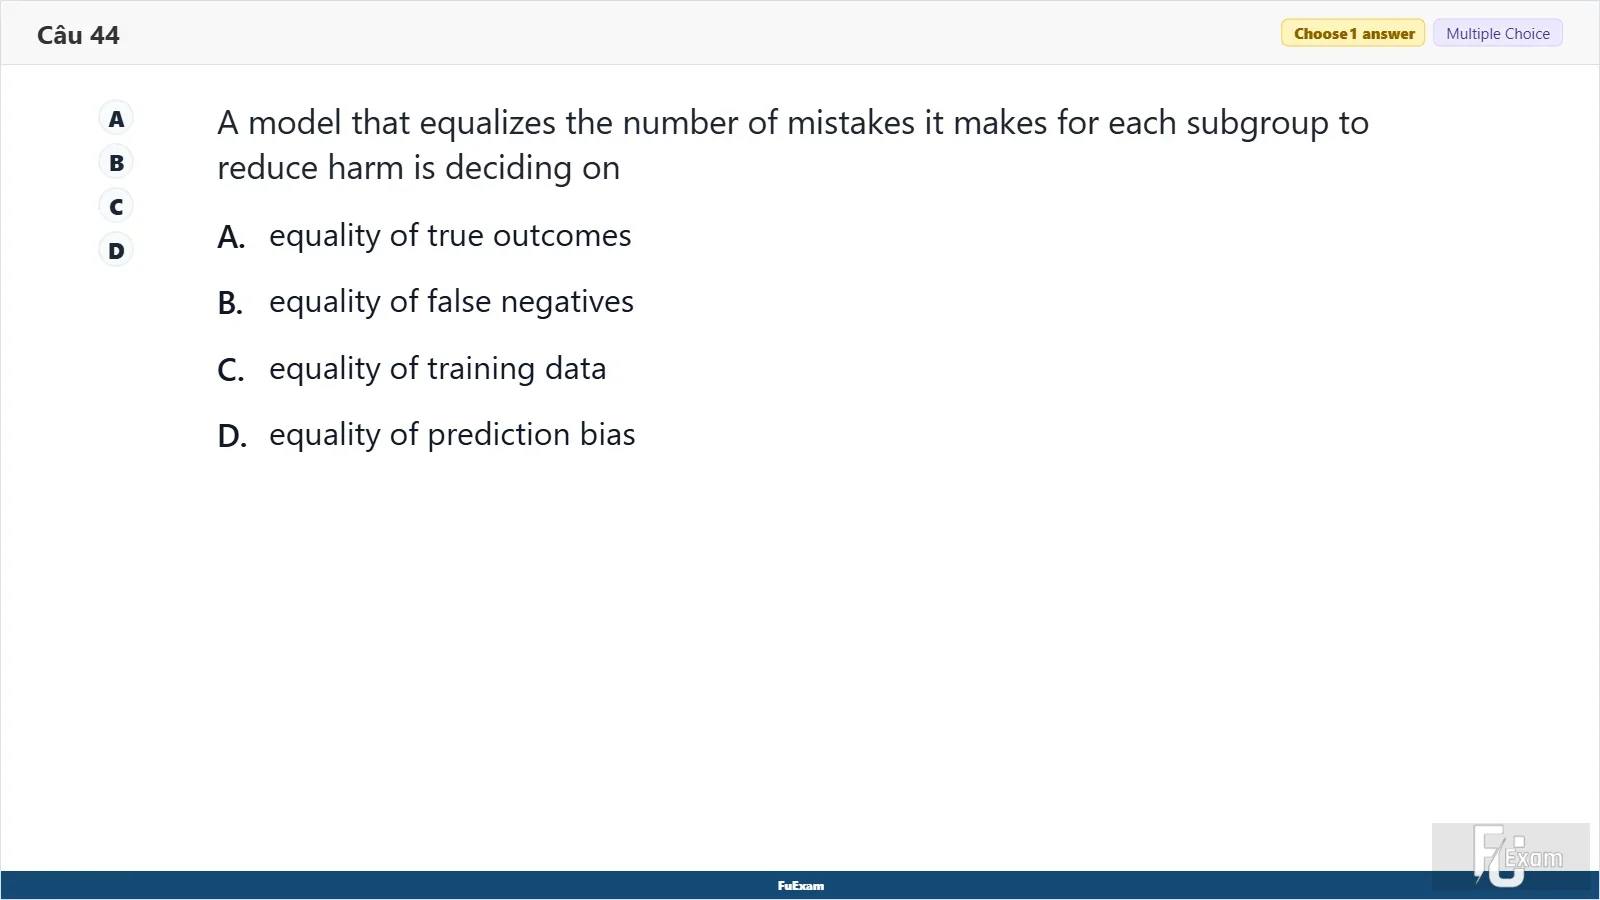 Câu 44
Choose 1 answer
Multiple Choice
A
B
C
D
A model that equalizes the number of mistakes it makes for each subgroup to
reduce harm is deciding on
A. equality of true outcomes
B. equality of false negatives
C. equality of training data
D. equality of prediction bias
FU Exam
FuExam